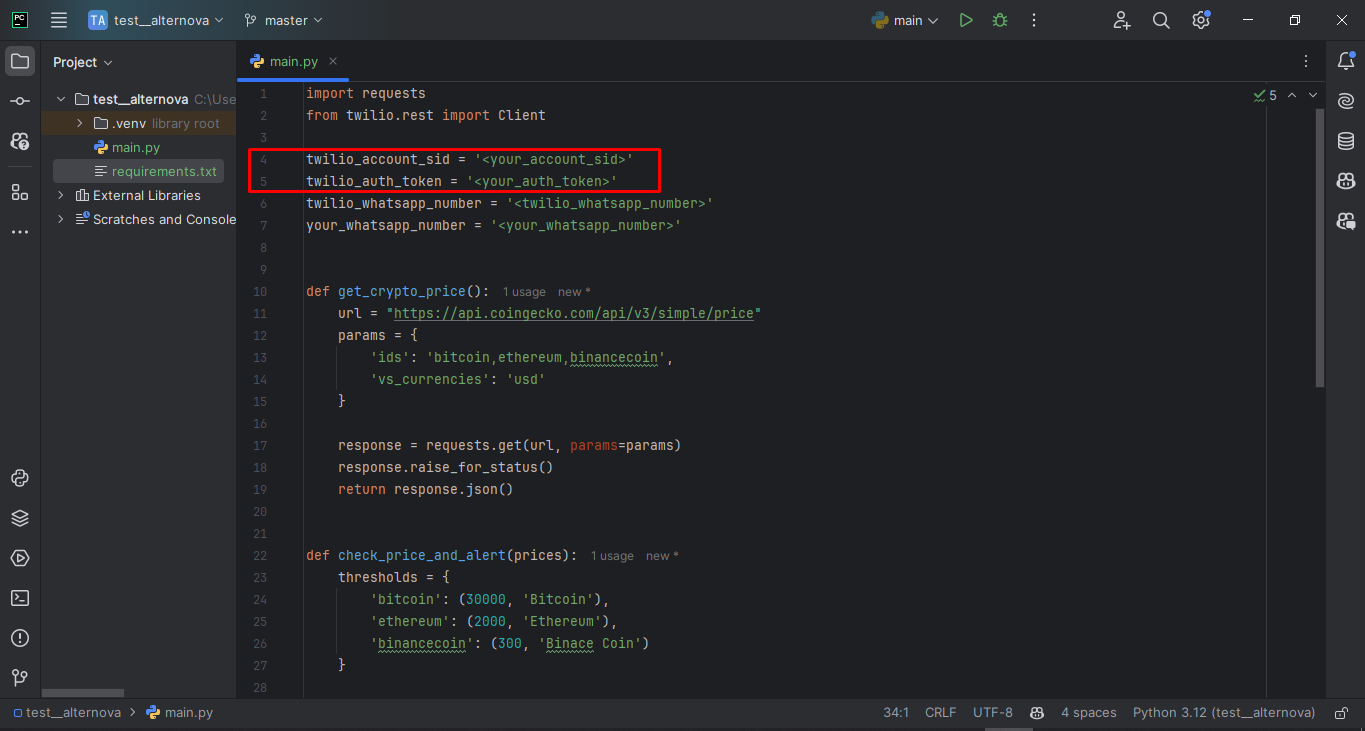 PC
TA test__alternova master main
Project
main.py
test__alternova C:\Use
.venv library root
main.py
requirements.txt
External Libraries
Scratches and Console
5
1 import requests
2 from twilio.rest import Client
3
4 twilio_account_sid = '<your_account_sid>'
5 twilio_auth_token = '<your_auth_token>'
6 twilio_whatsapp_number = '<twilio_whatsapp_number>'
7 your_whatsapp_number = '<your_whatsapp_number>'
8
9
10 def get_crypto_price(): 1 usage new *
11 url = "https://api.coingecko.com/api/v3/simple/price"
12 params = {
13 'ids': 'bitcoin,ethereum,binancecoin',
14 'vs_currencies': 'usd'
15 }
16
17 response = requests.get(url, params=params)
18 response.raise_for_status()
19 return response.json()
20
21
22 def check_price_and_alert(prices): 1 usage new *
23 thresholds = {
24 'bitcoin': (30000, 'Bitcoin'),
25 'ethereum': (2000, 'Ethereum'),
26 'binancecoin': (300, 'Binace Coin')
27 }
28
test__alternova > main.py 34:1 CRLF UTF-8 4 spaces Python 3.12 (test__alternova)